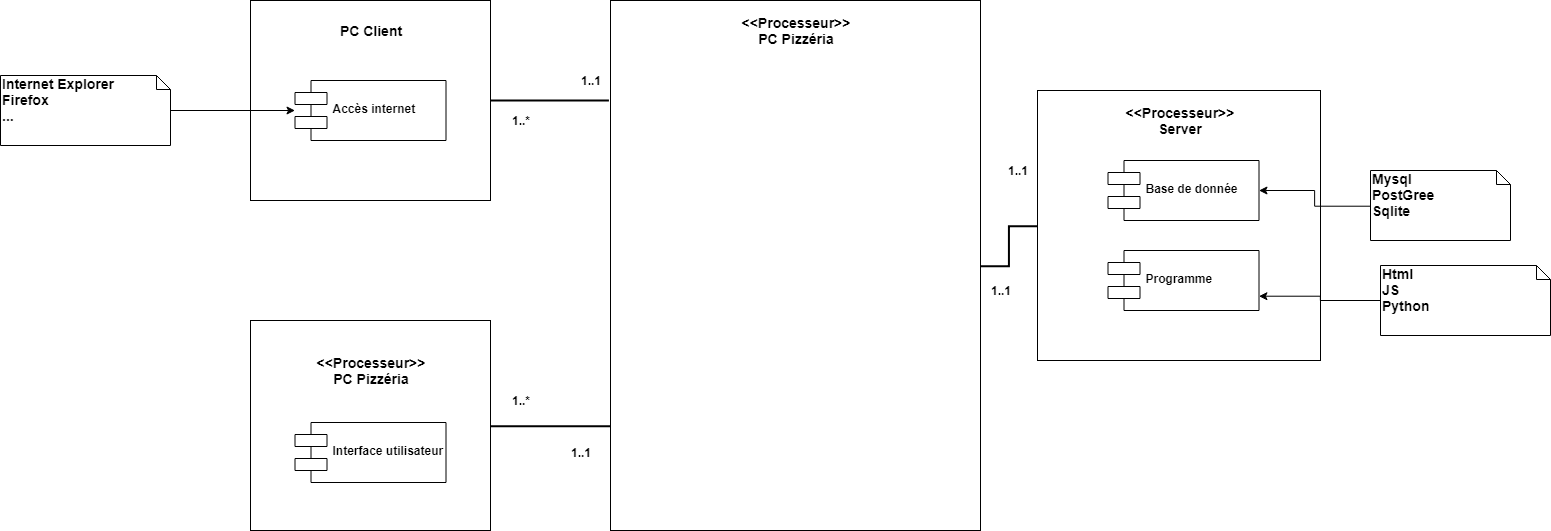 PC Client
Internet Explorer
Firefox
...
Accès internet
1..1
1..*
<<Processeur>>
PC Pizzéria
<<Processeur>>
PC Pizzéria
Interface utilisateur
1..*
1..1
1..1
1..1
<<Processeur>>
Server
Base de donnée
Programme
Mysql
PostGree
Sqlite
Html
JS
Python